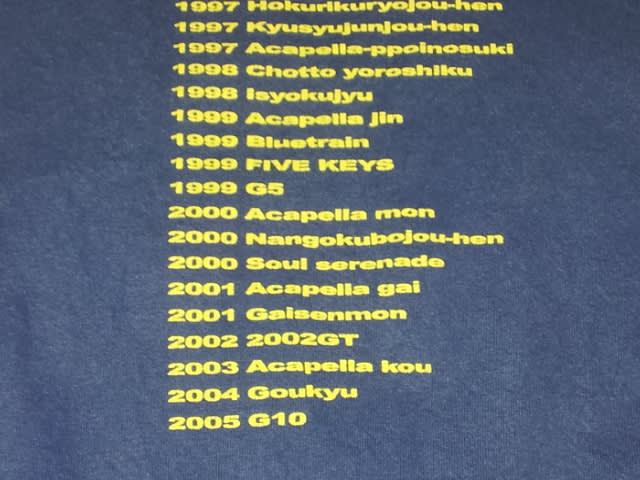 1997 Hokurikuryojou-hen
1997 Kyusyujunjou-hen
1997 Acapella-ppoinosuki
1998 Chotto yoroshiku
1998 Isyokujyu
1999 Acapella jin
1999 Bluetrain
1999 FIVE KEYS
1999 G5
2000 Acapella mon
2000 Nangokubojou-hen
2000 Soul serenade
2001 Acapella gai
2001 Gaisenmon
2002 2002GT
2003 Acapella kou
2004 Goukyu
2005 G10